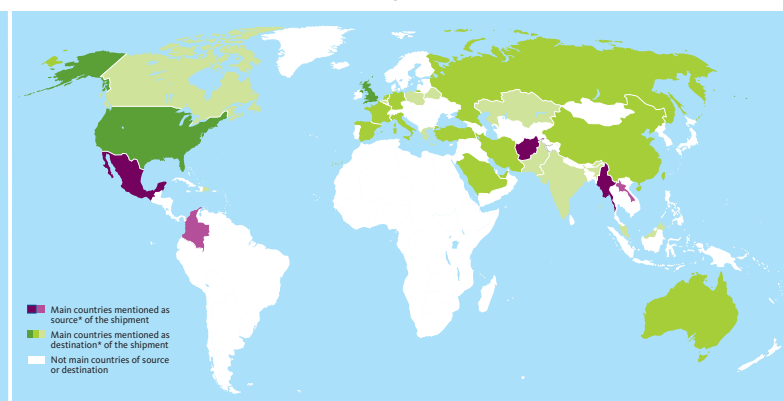 Main countries mentioned as
source* of the shipment
Main countries mentioned as
destination* of the shipment
Not main countries of source
or destination